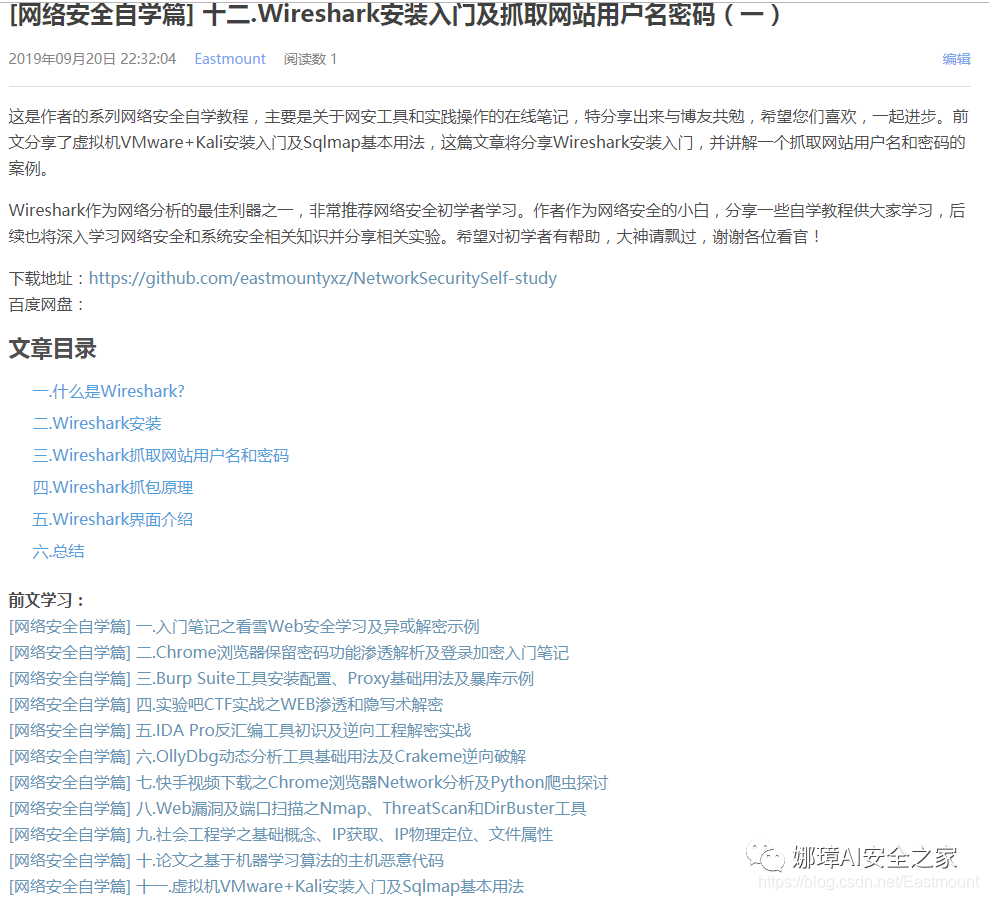 [网络安全自学篇] 十二.Wireshark安装入门及抓取网站用户名密码（一）
2019年09月20日 22:32:04 Eastmount 阅读数 1 编辑
这是作者的系列网络安全自学教程，主要是关于网安工具和实践操作的在线笔记，特分享出来与博友共勉，希望您们喜欢，一起进步。前
文分享了虚拟机VMware+Kali安装入门及Sqlmap基本用法，这篇文章将分享Wireshark安装入门，并讲解一个抓取网站用户名和密码的
案例。
Wireshark作为网络分析的最佳利器之一，非常推荐网络安全初学者学习。作者作为网络安全的小白，分享一些自学教程供大家学习，后
续也将深入学习网络安全和系统安全相关知识并分享相关实验。希望对初学者有帮助，大神请飘过，谢谢各位看官！
下载地址：https://github.com/eastmountyxz/NetworkSecuritySelf-study
百度网盘：
文章目录
一.什么是Wireshark?
二.Wireshark安装
三.Wireshark抓取网站用户名和密码
四.Wireshark抓包原理
五.Wireshark界面介绍
六.总结
前文学习：
[网络安全自学篇] 一.入门笔记之看雪Web安全学习及异或解密示例
[网络安全自学篇] 二.Chrome浏览器保留密码功能渗透解析及登录加密入门笔记
[网络安全自学篇] 三.Burp Suite工具安装配置、Proxy基础用法及暴库示例
[网络安全自学篇] 四.实验吧CTF实战之WEB渗透和隐写术解密
[网络安全自学篇] 五.IDA Pro反汇编工具初识及逆向工程解密实战
[网络安全自学篇] 六.OllyDbg动态分析工具基础用法及Crakeme逆向破解
[网络安全自学篇] 七.快手视频下载之Chrome浏览器Network分析及Python爬虫探讨
[网络安全自学篇] 八.Web漏洞及端口扫描之Nmap、ThreatScan和DirBuster工具
[网络安全自学篇] 九.社会工程学之基础概念、IP获取、IP物理定位、文件属性
[网络安全自学篇] 十.论文之基于机器学习算法的主机恶意代码
[网络安全自学篇] 十一.虚拟机VMware+Kali安装入门及Sqlmap基本用法
娜璋AI安全之家
https://blog.csdn.net/Eastmount